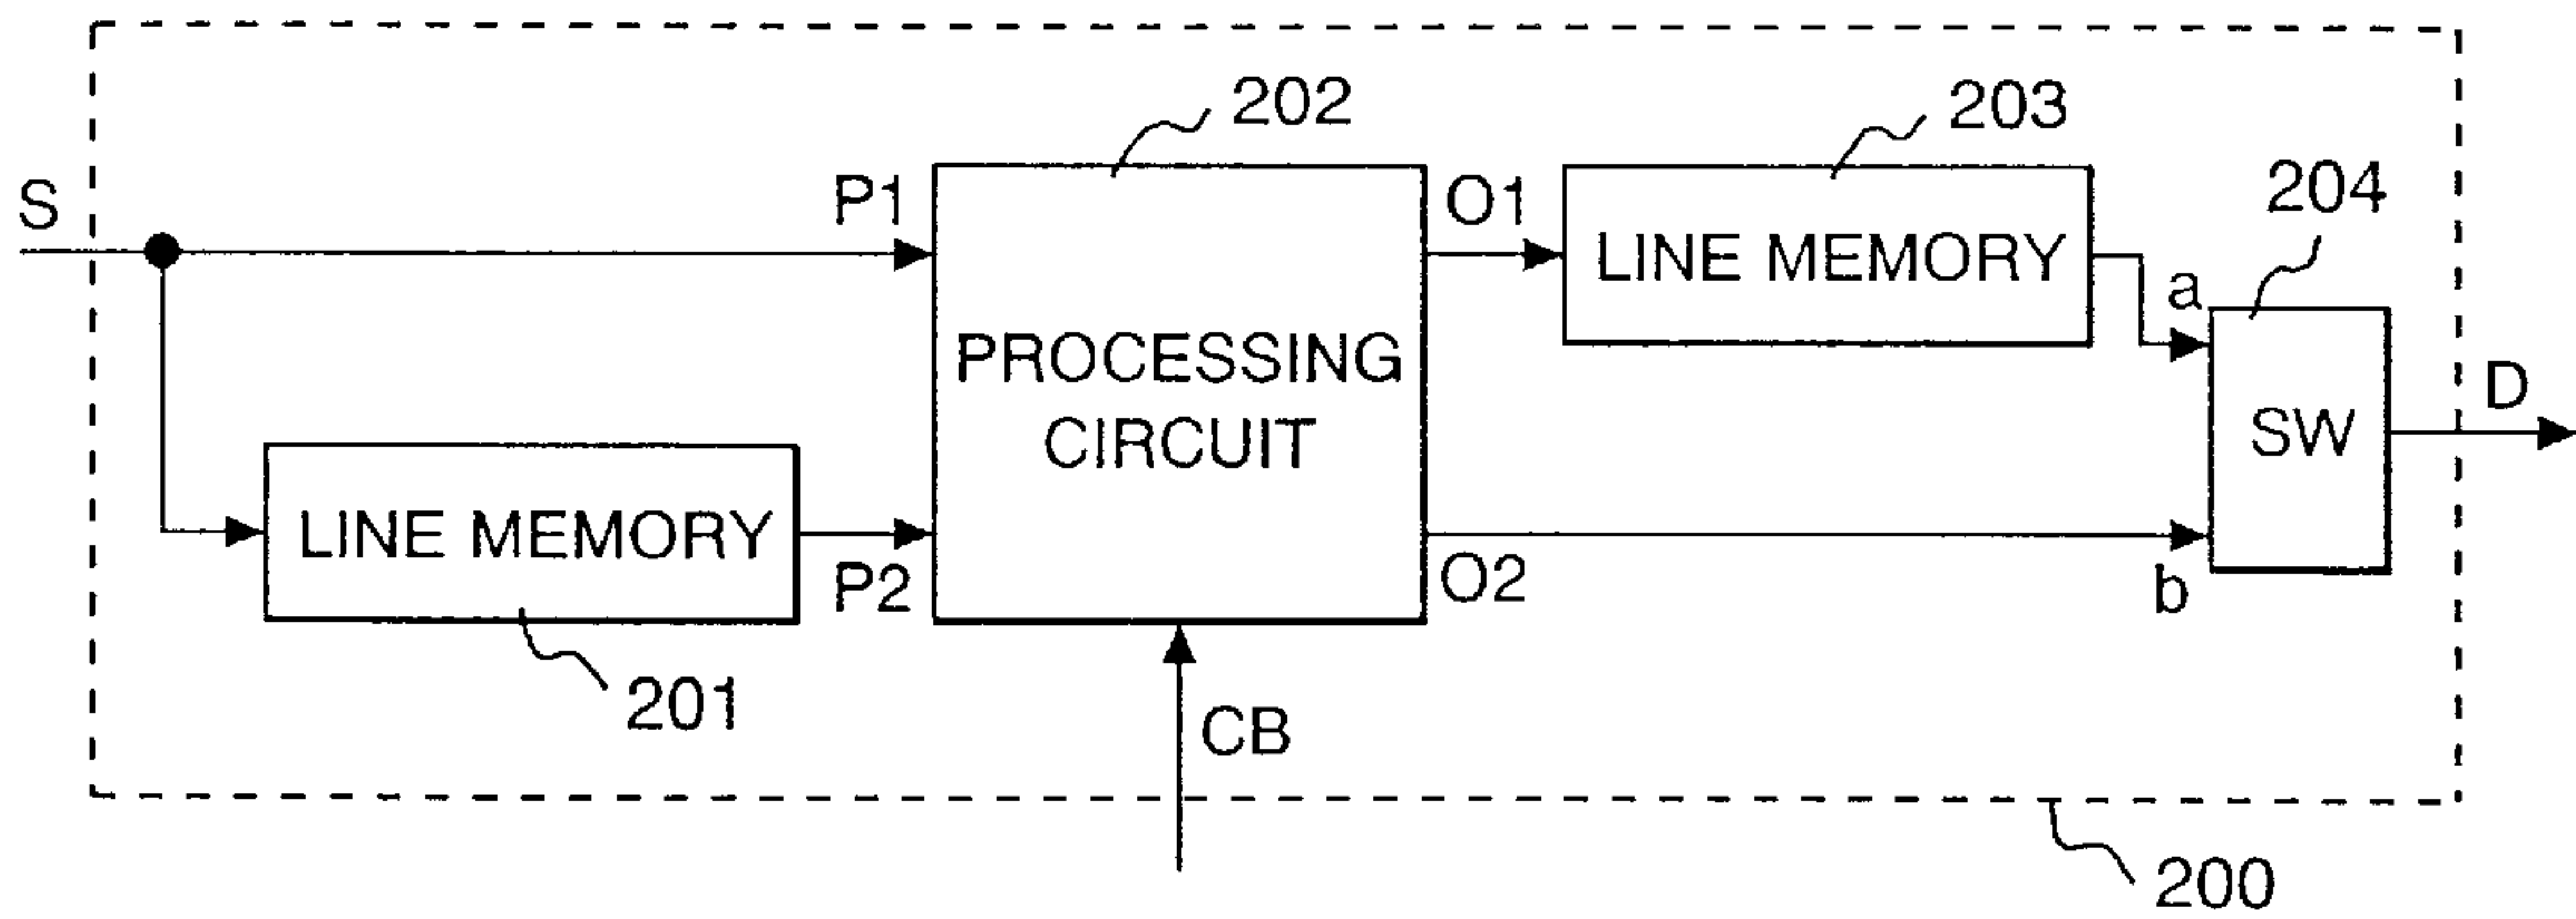 202
203
204
S
P1
O1
LINE MEMORY
a
PROCESSING
CIRCUIT
SW
D
LINE MEMORY
P2
O2
b
201
CB
200